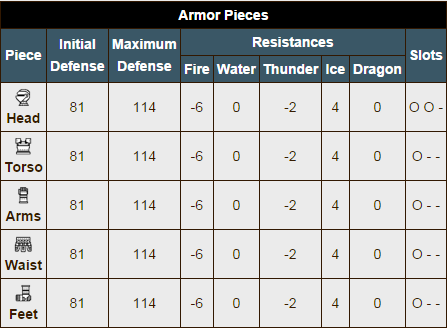 Armor Pieces
Piece Initial Defense Maximum Defense Resistances Slots
Fire Water Thunder Ice Dragon
Head 81 114 -6 0 -2 4 0 O O -
Torso 81 114 -6 0 -2 4 0 O - -
Arms 81 114 -6 0 -2 4 0 O - -
Waist 81 114 -6 0 -2 4 0 O - -
Feet 81 114 -6 0 -2 4 0 O - -